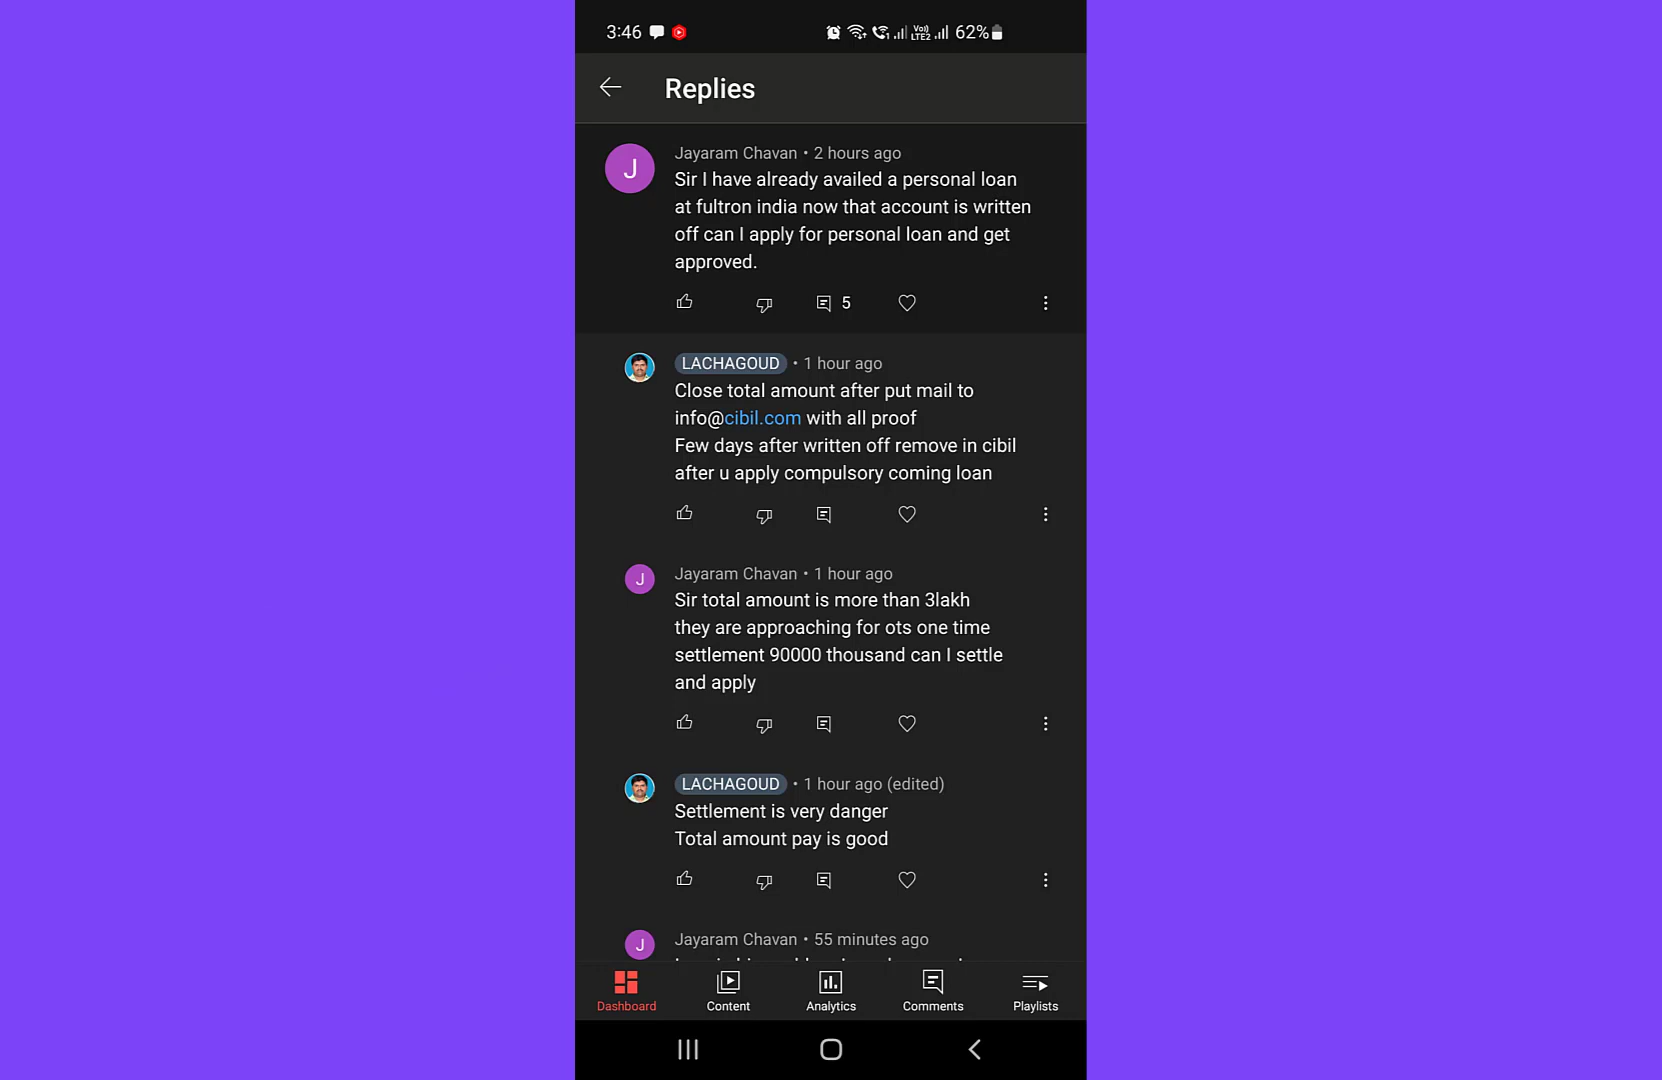 3:46
Vo)) LTE2 62%
Replies
J
Jayaram Chavan • 2 hours ago
Sir I have already availed a personal loan
at fultron india now that account is written
off can I apply for personal loan and get
approved.
5
LACHAGOUD • 1 hour ago
Close total amount after put mail to
info@cibil.com with all proof
Few days after written off remove in cibil
after u apply compulsory coming loan
J
Jayaram Chavan • 1 hour ago
Sir total amount is more than 3lakh
they are approaching for ots one time
settlement 90000 thousand can I settle
and apply
LACHAGOUD • 1 hour ago (edited)
Settlement is very danger
Total amount pay is good
J
Jayaram Chavan • 55 minutes ago
Dashboard
Content
Analytics
Comments
Playlists